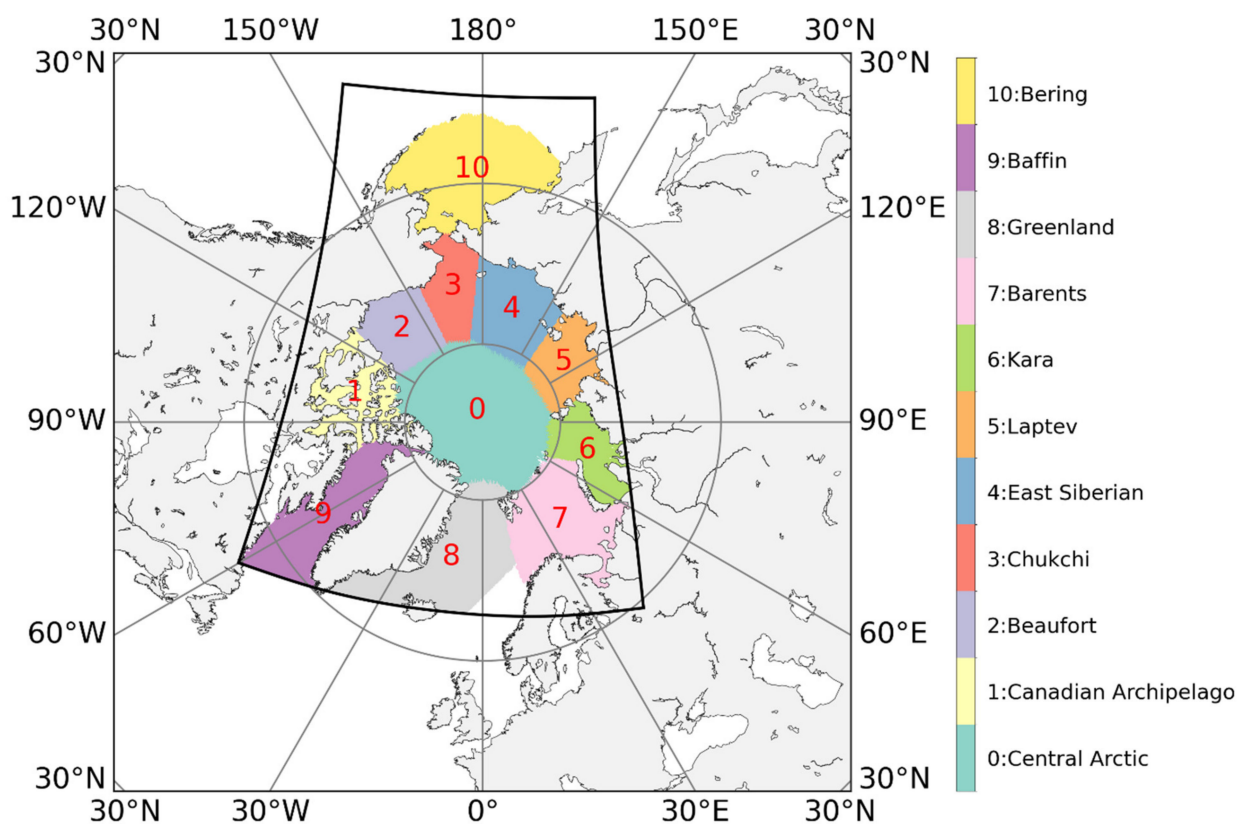 30°N 150°W 180° 150°E 30°N
30°N 30°N
10:Bering
10
9:Baffin
120°W 120°E
8:Greenland
3
7:Barents
4
2
6:Kara
5
1
0
90°W 90°E
5:Laptev
6
4:East Siberian
9
7
8
3:Chukchi
60°W 60°E
2:Beaufort
1:Canadian Archipelago
0:Central Arctic
30°N 30°N
30°N 30°W 0° 30°E 30°N